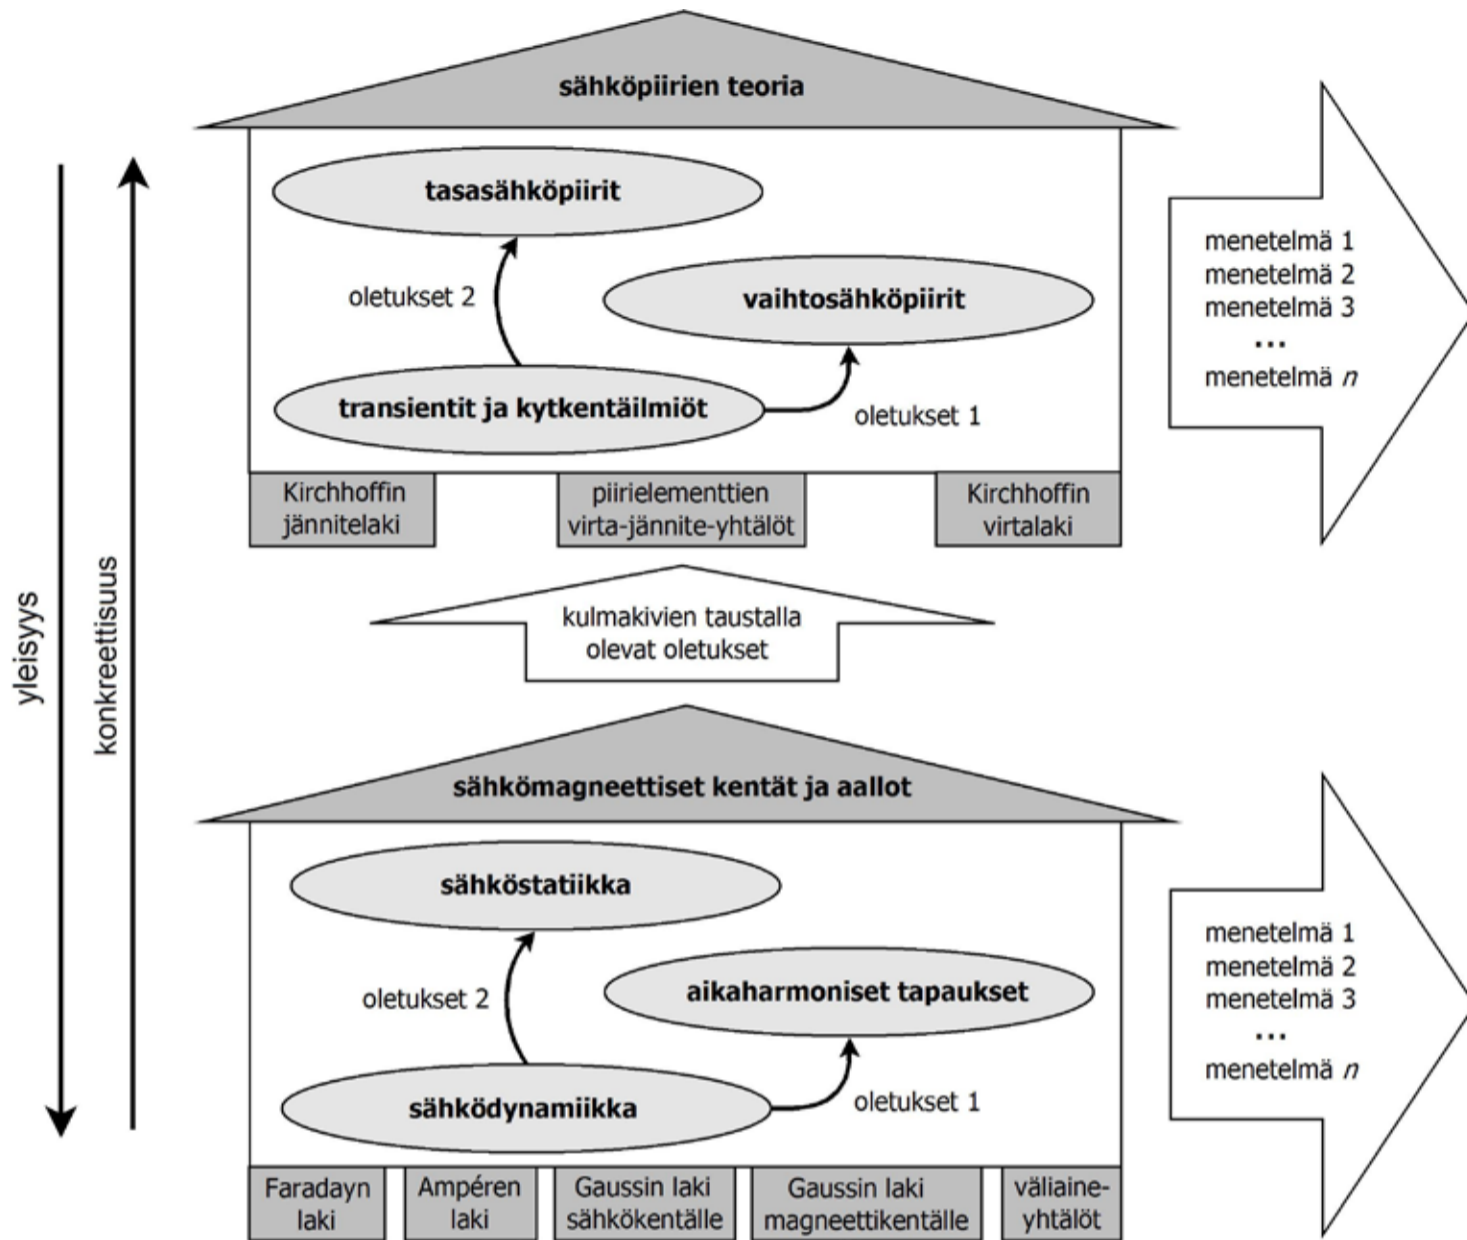 sähköpiirien teoria
tasasähköpiirit
oletukset 2
vaihtosähköpiirit
transientit ja kytkentäilmiöt
oletukset 1
Kirchhoffin
jännitelaki
piirielementtien
virta-jännite-yhtälöt
Kirchhoffin
virtalaki
menetelmä 1
menetelmä 2
menetelmä 3
...
menetelmä n
yleisyys
konkreettisuus
kulmakivien taustalla
olevat oletukset
sähkömagneettiset kentät ja aallot
sähköstatiikka
oletukset 2
aikaharmoniset tapaukset
sähködynamiikka
oletukset 1
Faradayn
laki
Ampéren
laki
Gaussin laki
sähkökentälle
Gaussin laki
magneettikentälle
väliaine-
yhtälöt
menetelmä 1
menetelmä 2
menetelmä 3
...
menetelmä n